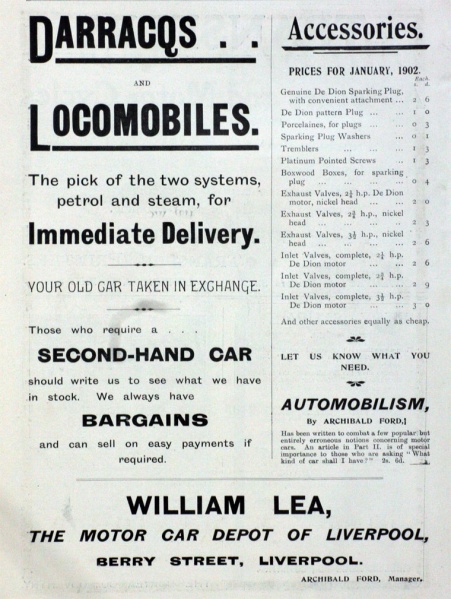 DARRACQS . .
AND
LOCOMOBILES.
The pick of the two systems,
petrol and steam, for
Immediate Delivery.
YOUR OLD CAR TAKEN IN EXCHANGE.
Those who require a . . .
SECOND-HAND CAR
should write us to see what we have
in stock. We always have
BARGAINS
and can sell on easy payments if
required.
Accessories.
PRICES FOR JANUARY, 1902.
Each.
s. d.
Genuine De Dion Sparking Plug,
with convenient attachment ... 2 6
De Dion pattern Plug ... 1 0
Porcelaines, for plugs ... 0 3
Sparking Plug Washers ... 0 1
Tremblers ... ... ... 1 3
Platinum Pointed Screws ... 1 3
Boxwood Boxes, for sparking
plug ... ... ... ... 0 4
Exhaust Valves, 2¼ h.p. De Dion
motor, nickel head ... ... 2 0
Exhaust Valves, 2¾ h.p., nickel
head ... ... ... ... 2 3
Exhaust Valves, 3½ h.p., nickel
head ... ... ... ... 2 6
Inlet Valves, complete, 2¼ h.p.
De Dion motor ... ... 2 6
Inlet Valves, complete, 2¾ h.p.
De Dion motor ... ... 2 9
Inlet Valves, complete, 3½ h.p.
De Dion motor ... ... 3 0
And other accessories equally as cheap.
LET US KNOW WHAT YOU
NEED.
AUTOMOBILISM,
By ARCHIBALD FORD,
Has been written to combat a few popular but
entirely erroneous notions concerning motor
cars. An article in Part II. is of special
importance to those who are asking "What
kind of car shall I have?" 2s. 6d.
WILLIAM LEA,
THE MOTOR CAR DEPOT OF LIVERPOOL,
BERRY STREET, LIVERPOOL.
ARCHIBALD FORD, Manager.